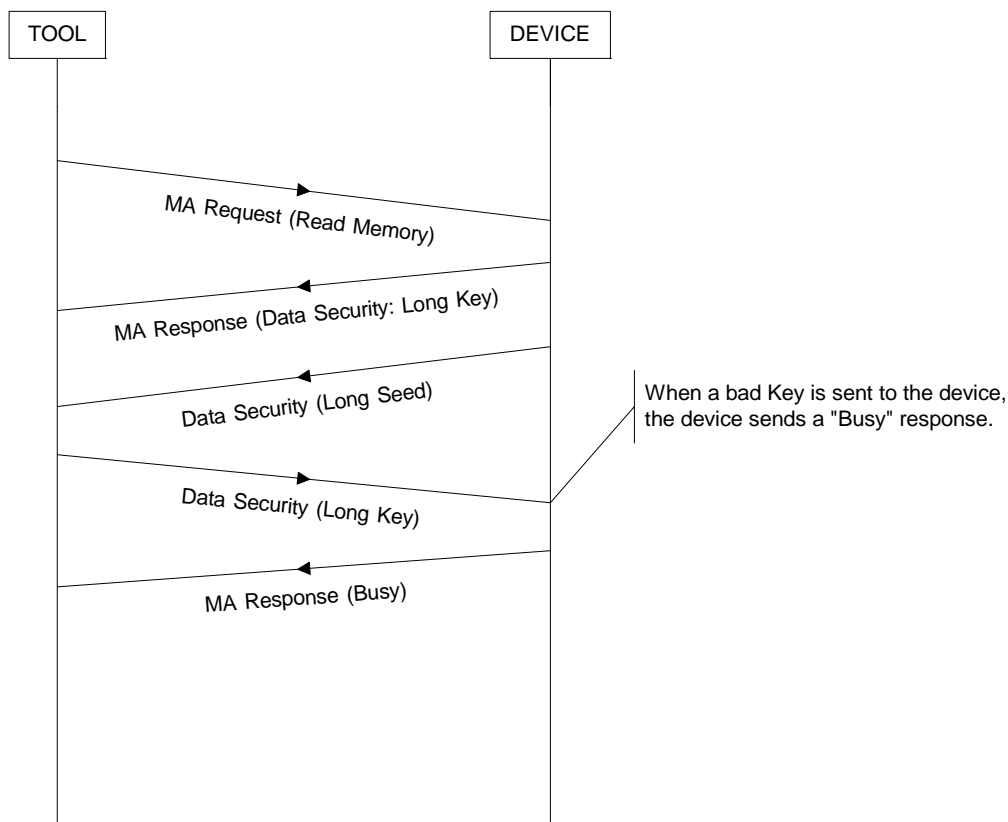 TOOL
DEVICE
MA Request (Read Memory)
MA Response (Data Security: Long Key)
Data Security (Long Seed)
When a bad Key is sent to the device,
the device sends a "Busy" response.
Data Security (Long Key)
MA Response (Busy)